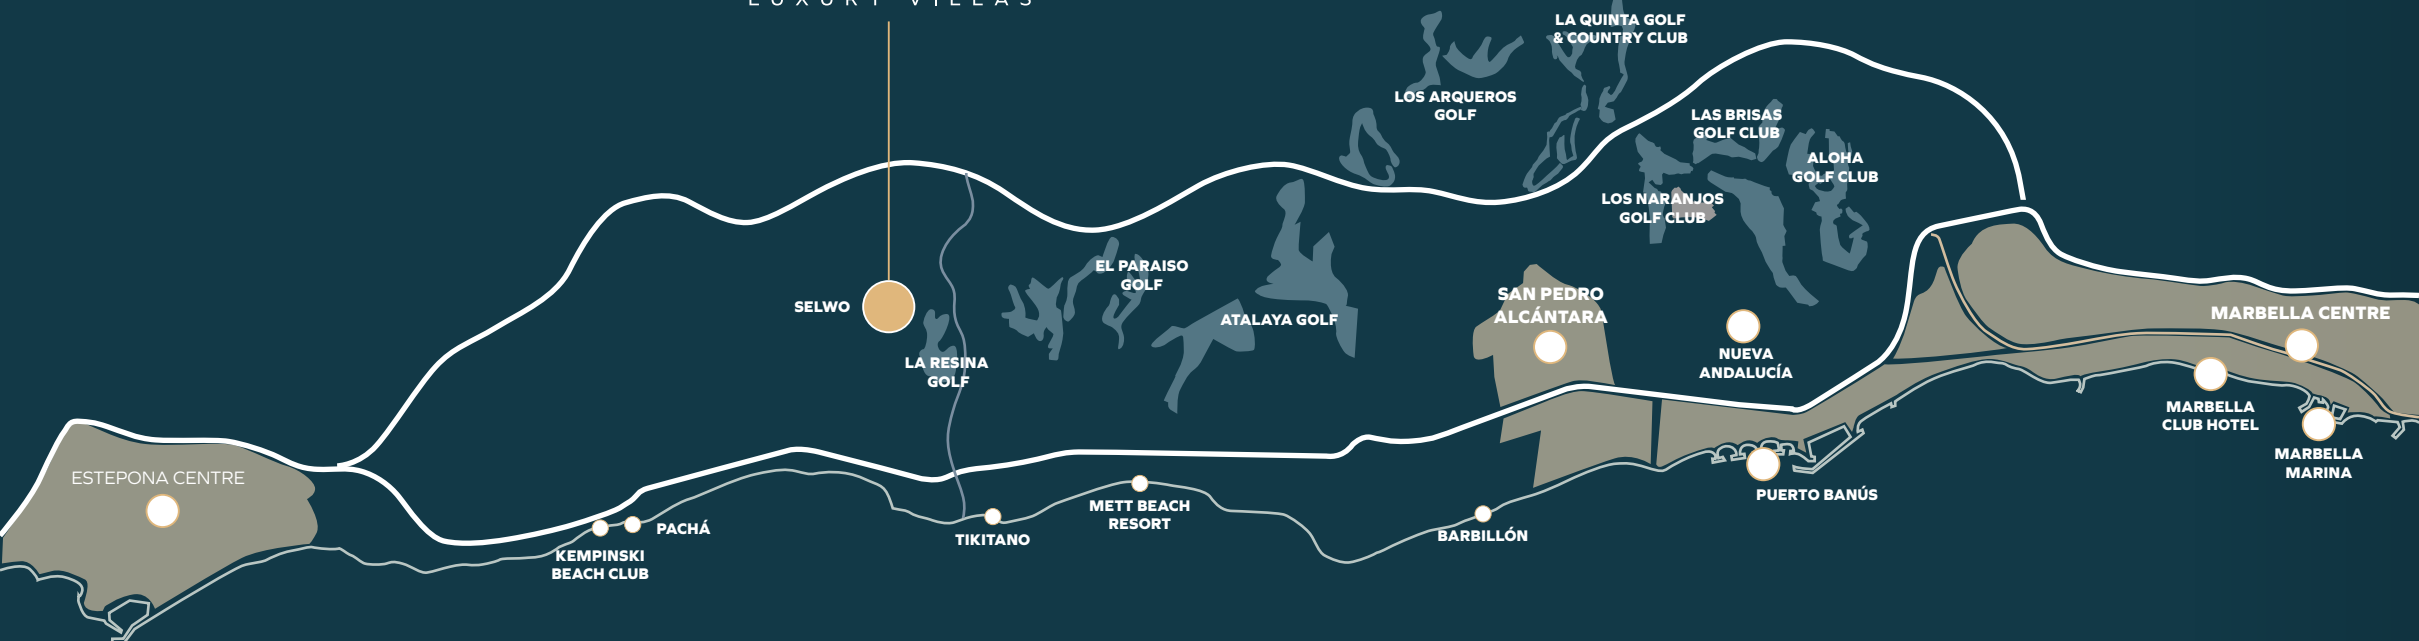 LUXURY VILLAS
LA QUINTA GOLF
& COUNTRY CLUB
LOS ARQUEROS
GOLF
LAS BRISAS
GOLF CLUB
ALOHA
GOLF CLUB
LOS NARANJOS
GOLF CLUB
EL PARAISO
GOLF
SELWO
ATALAYA GOLF
SAN PEDRO
ALCÁNTARA
MARBELLA CENTRE
LA RESINA
GOLF
NUEVA
ANDALUCÍA
MARBELLA
CLUB HOTEL
MARBELLA
MARINA
ESTEPONA CENTRE
PUERTO BANÚS
METT BEACH
RESORT
PACHÁ
TIKITANO
BARBILLÓN
KEMPINSKI
BEACH CLUB